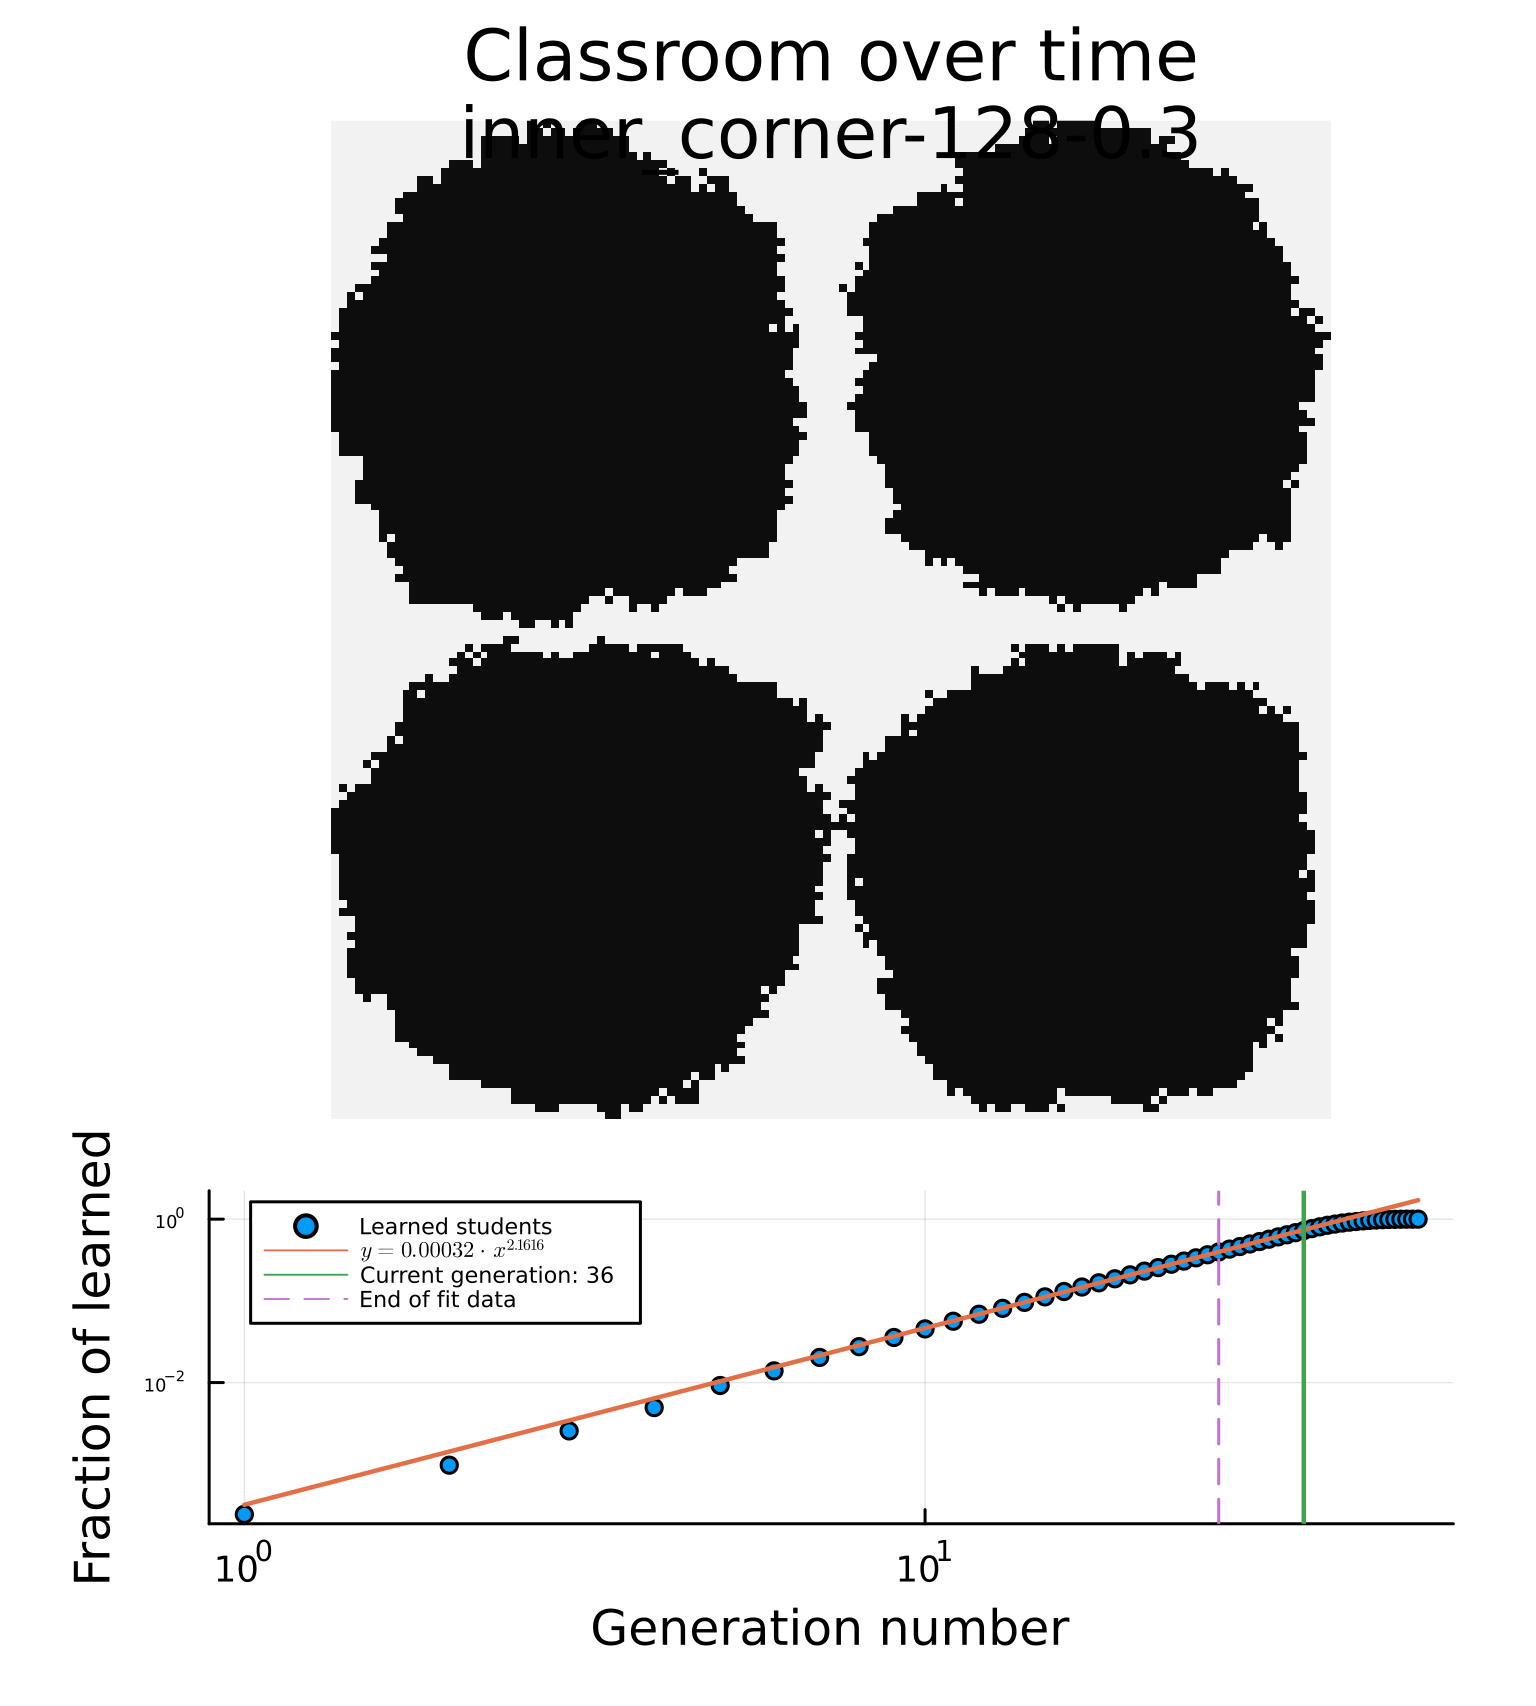 Classroom over time
inner_corner-128-0.3
Fraction of learned
10^0
10^-2
Learned students
y = 0.00032 · x^2.1616
Current generation: 36
End of fit data
10^0
10^1
Generation number